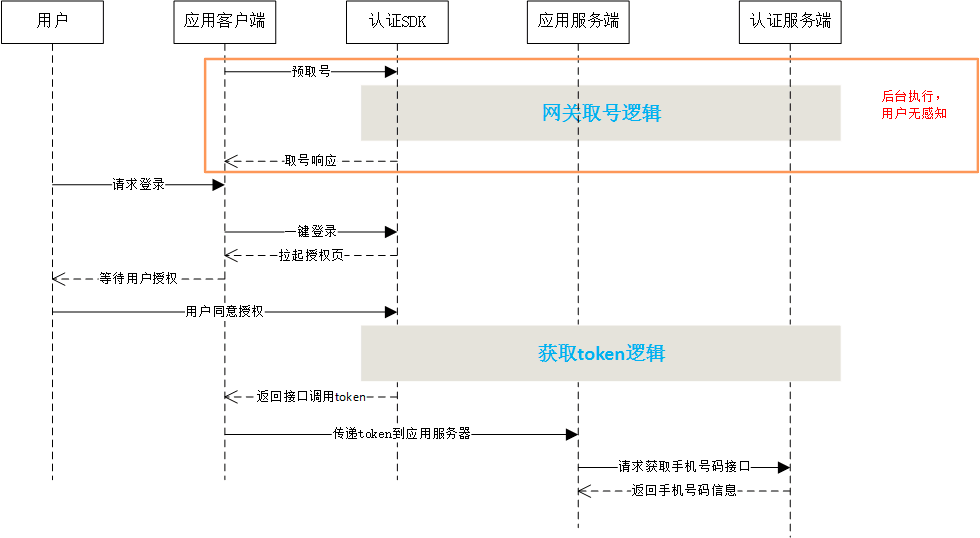 用户
应用客户端
认证SDK
应用服务端
认证服务端
预取号
后台执行，
用户无感知
网关取号逻辑
取号响应
请求登录
一键登录
拉起授权页
等待用户授权
用户同意授权
获取token逻辑
返回接口调用token
传递token到应用服务器
请求获取手机号码接口
返回手机号码信息